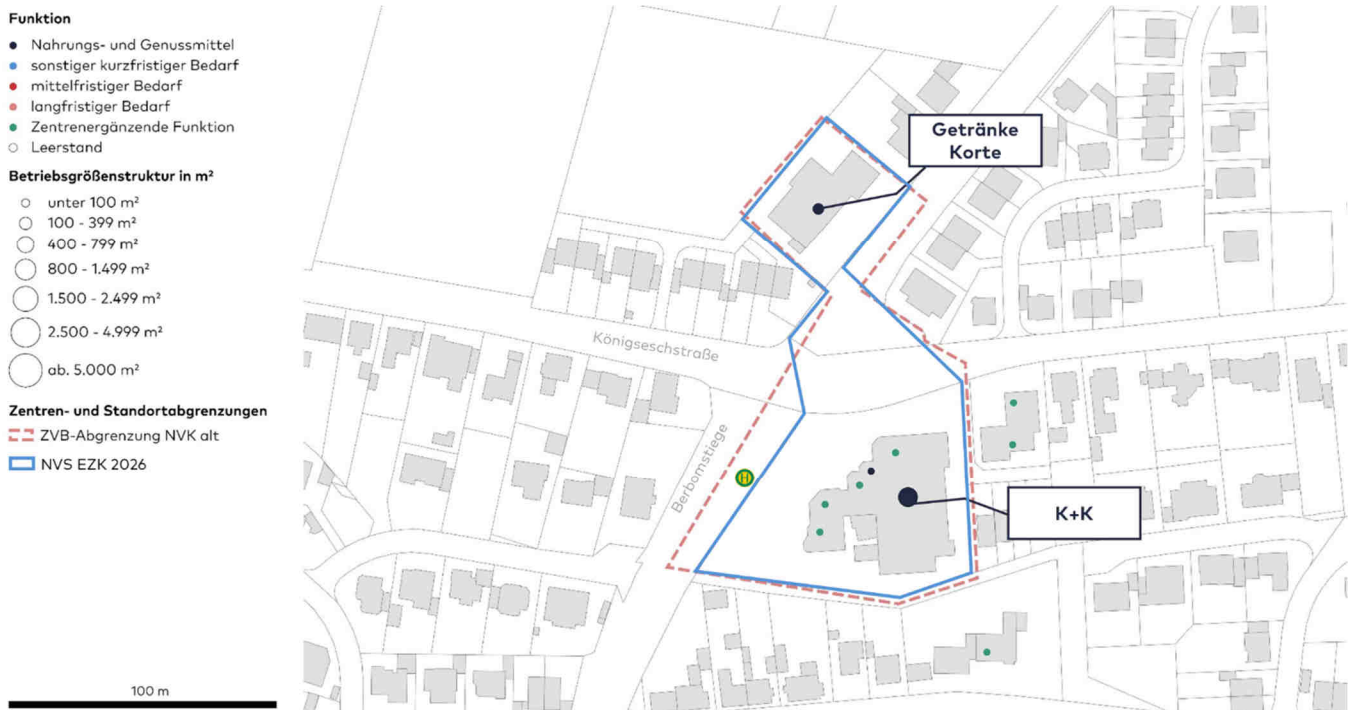 Funktion
Nahrungs- und Genussmittel
sonstiger kurzfristiger Bedarf
mittelfristiger Bedarf
langfristiger Bedarf
Zentrenergänzende Funktion
Leerstand
Betriebsgrößenstruktur in m²
unter 100 m²
100 - 399 m²
400 - 799 m²
800 - 1.499 m²
1.500 - 2.499 m²
2.500 - 4.999 m²
ab. 5.000 m²
Zentren- und Standortabgrenzungen
ZVB-Abgrenzung NVK alt
NVS EZK 2026
100 m
Getränke
Korte
Königseschstraße
Berbomstiege
H
K+K